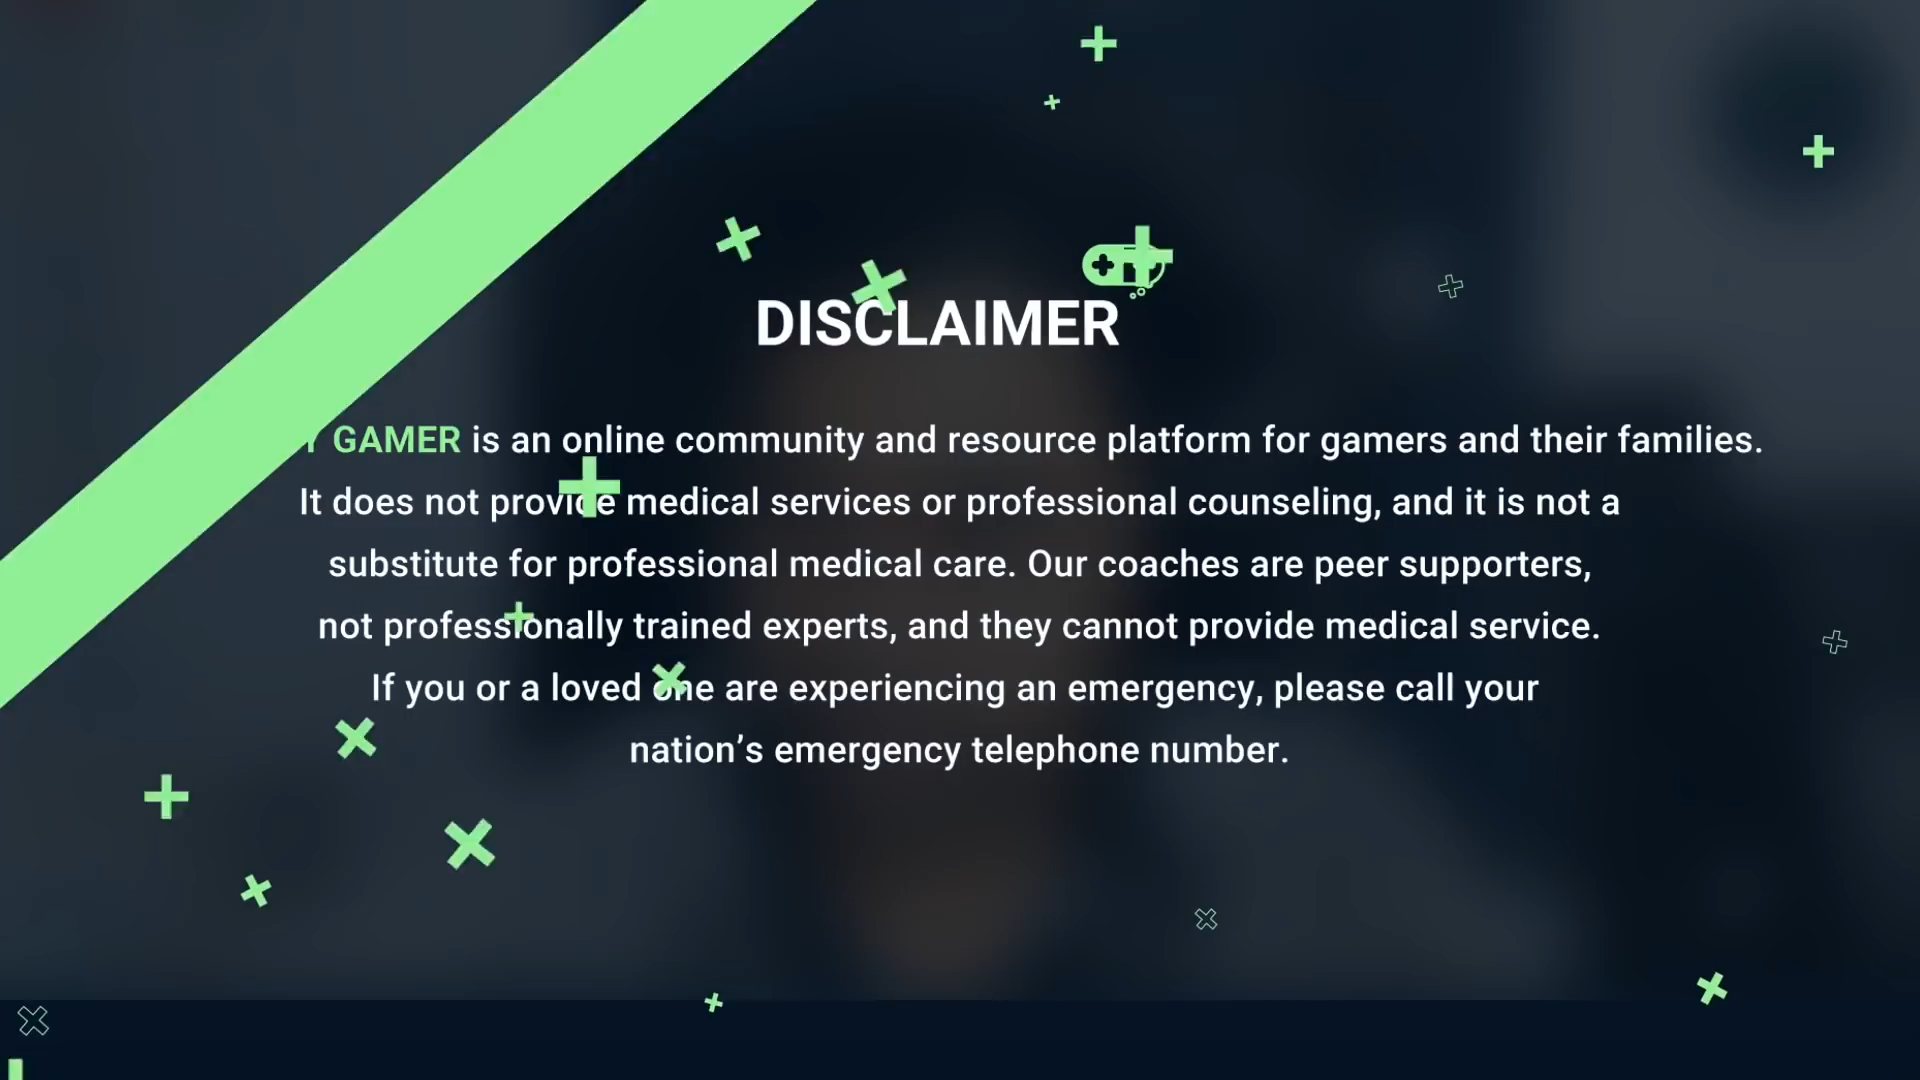 DISCLAIMER
GAMER is an online community and resource platform for gamers and their families.
It does not provide medical services or professional counseling, and it is not a
substitute for professional medical care. Our coaches are peer supporters,
not professionally trained experts, and they cannot provide medical service.
If you or a loved one are experiencing an emergency, please call your
nation’s emergency telephone number.